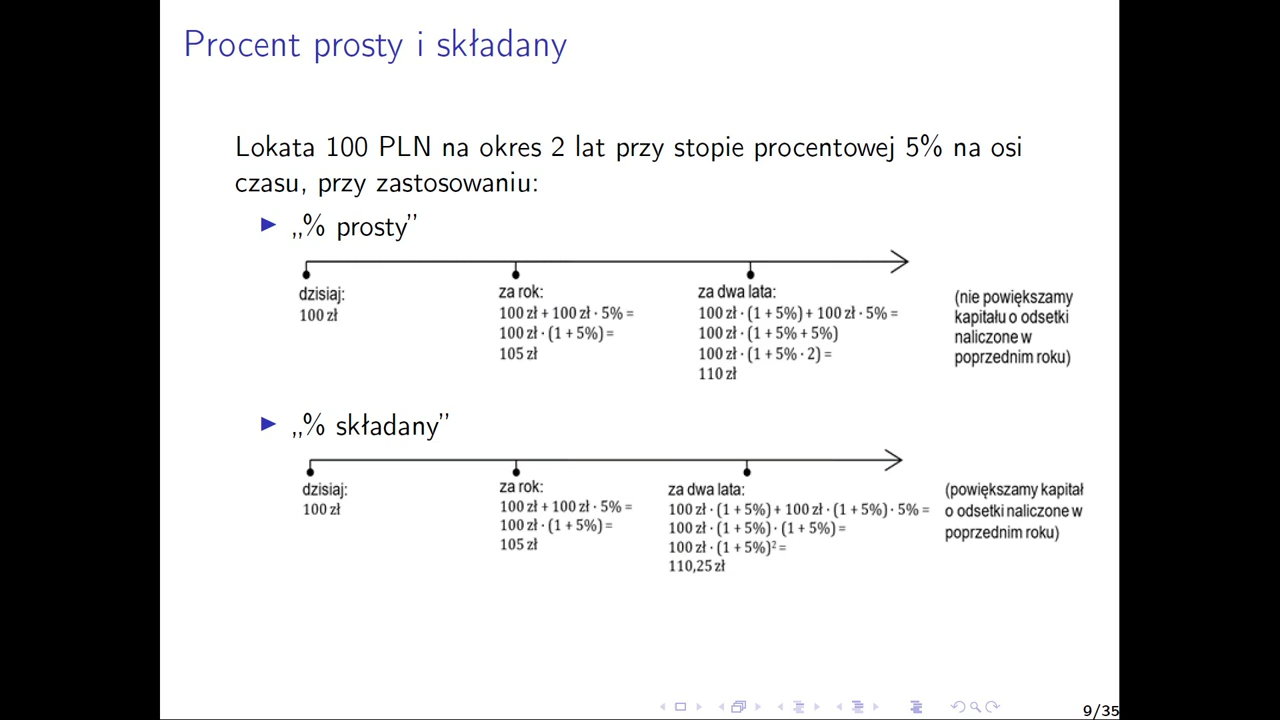 Procent prosty i składany
Lokata 100 PLN na okres 2 lat przy stopie procentowej 5% na osi
czasu, przy zastosowaniu:
„% prosty”
dzisiaj:
100 zł
za rok:
100 zł + 100 zł · 5% =
100 zł · (1 + 5%) =
105 zł
za dwa lata:
100 zł · (1 + 5%) + 100 zł · 5% =
100 zł · (1 + 5% + 5%)
100 zł · (1 + 5% · 2) =
110 zł
(nie powiększamy
kapitału o odsetki
naliczone w
poprzednim roku)
„% składany”
dzisiaj:
100 zł
za rok:
100 zł + 100 zł · 5% =
100 zł · (1 + 5%) =
105 zł
za dwa lata:
100 zł · (1 + 5%) + 100 zł · (1 + 5%) · 5% =
100 zł · (1 + 5%) · (1 + 5%) =
100 zł · (1 + 5%)² =
110,25 zł
(powiększamy kapitał
o odsetki naliczone w
poprzednim roku)
9/35